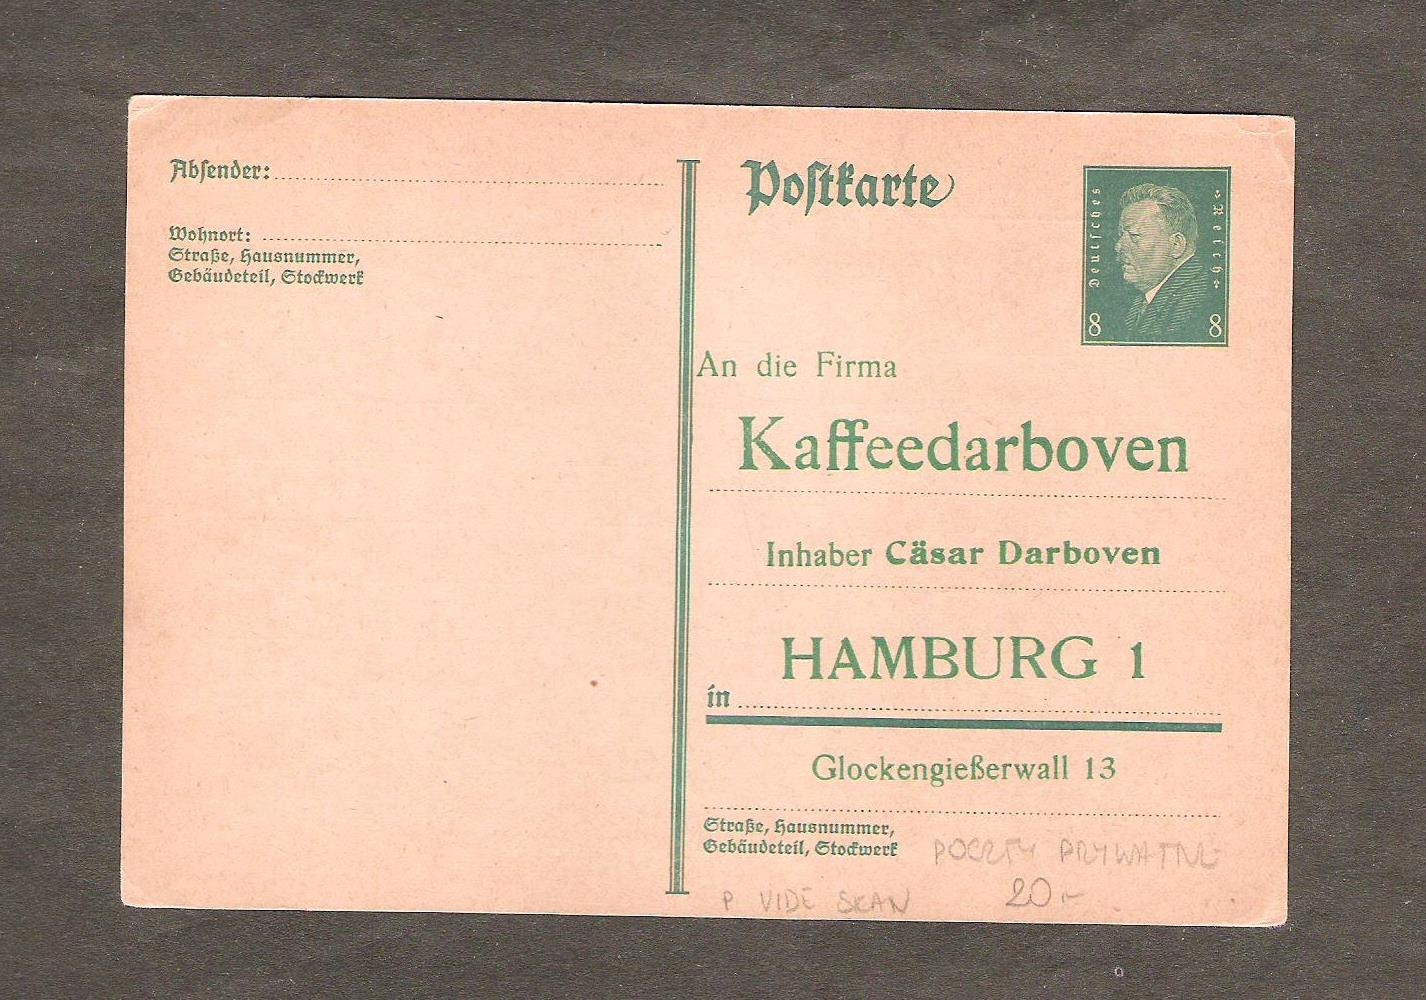 Absender:
Wohnort:
Straße, Hausnummer,
Gebäudeteil, Stockwerk
Postkarte
Deutsches
Reich
8 8
An die Firma
Kaffeedarboven
Inhaber Cäsar Darboven
HAMBURG 1
in
Glockengießerwall 13
Straße, Hausnummer,
Gebäudeteil, Stockwerk
POCZTY PRYWATNE
P VIDE SKAN 20.-